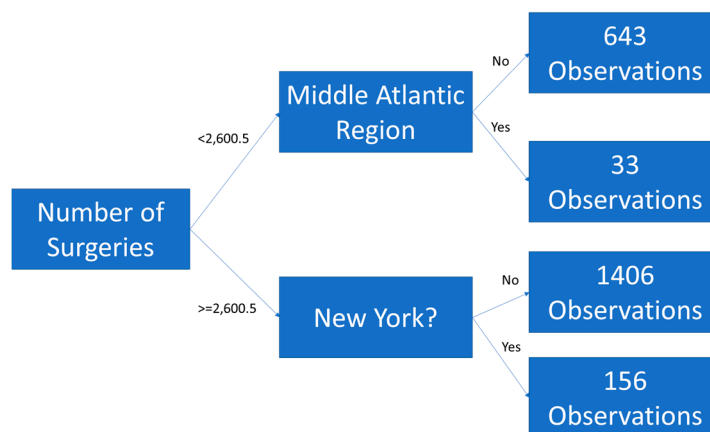 643
Observations
No
Middle Atlantic
Region
Yes
<2,600.5
33
Observations
Number of
Surgeries
1406
Observations
No
>=2,600.5
New York?
Yes
156
Observations